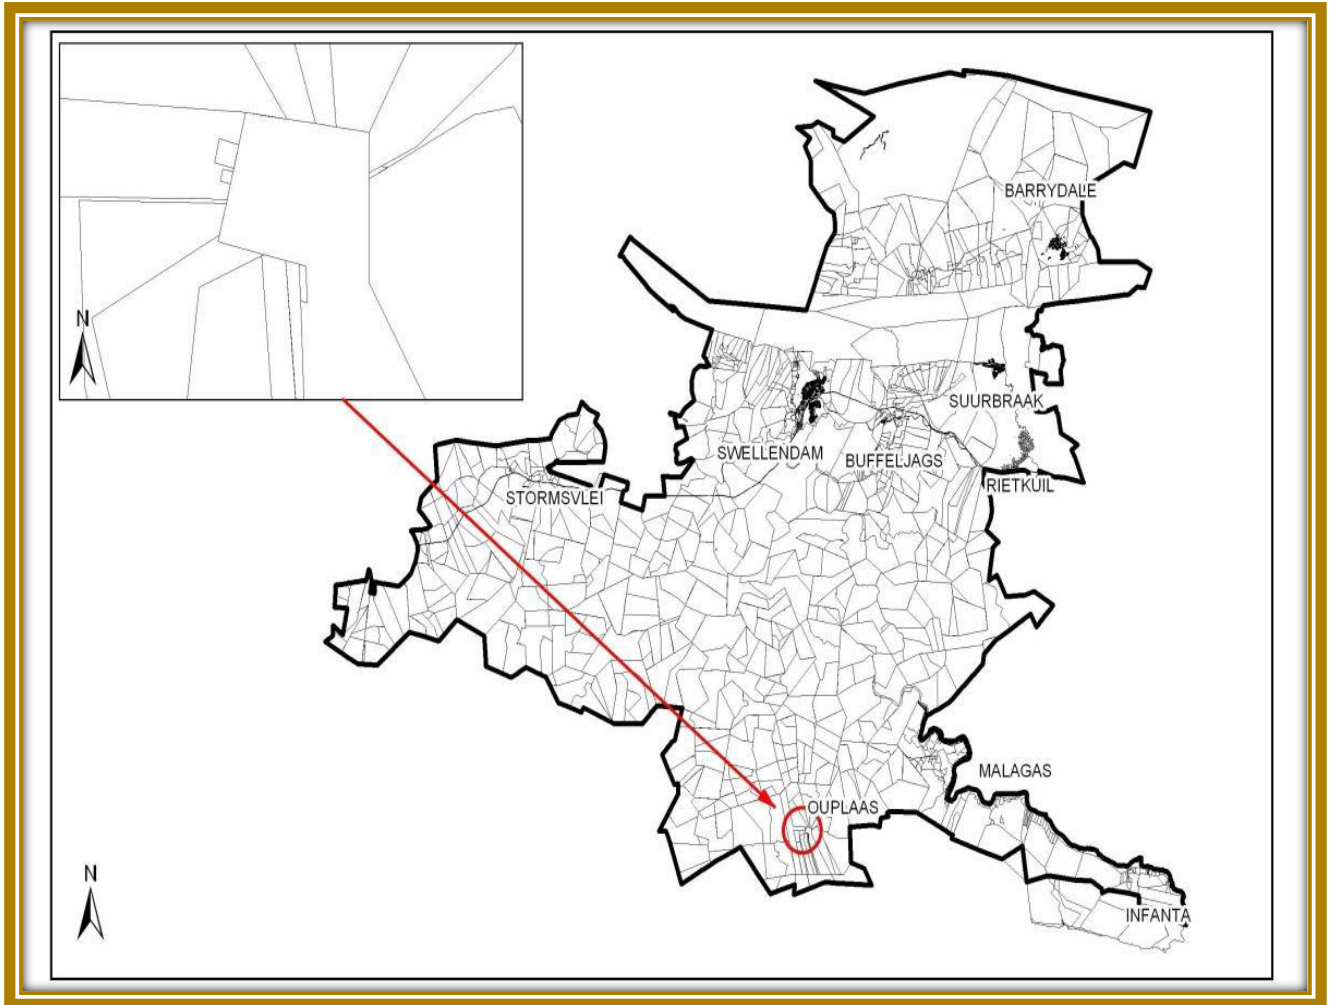 N
BARRYDALE
SUURBRAAK
SWELLENDAM
BUFFELJAGS
RIETKUIL
STORMSVLEI
MALAGAS
OUPLAAS
N
INFANTA